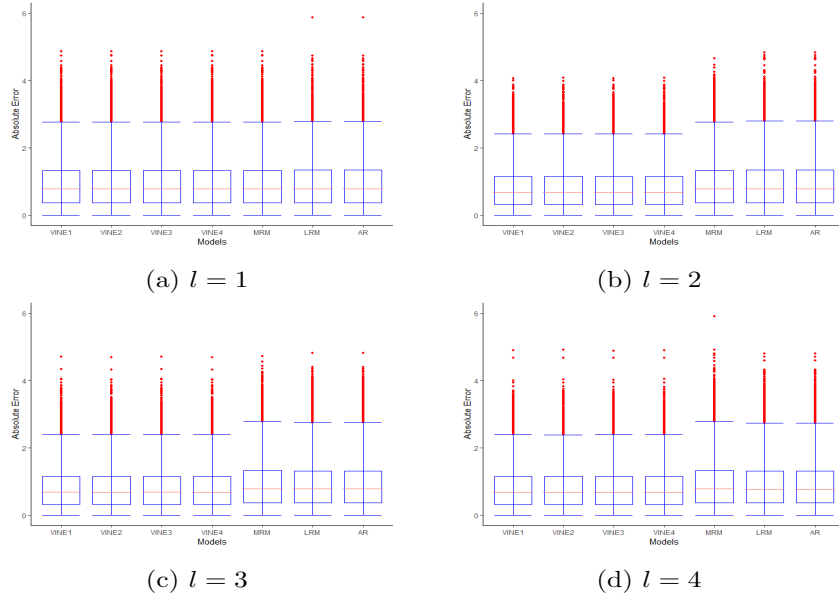 6
4
2
0
Absolute Error
VINE1 VINE2 VINE3 VINE4 MRM LRM AR
Models
(a) l = 1
6
4
2
0
Absolute Error
VINE1 VINE2 VINE3 VINE4 MRM LRM AR
Models
(b) l = 2
6
4
2
0
Absolute Error
VINE1 VINE2 VINE3 VINE4 MRM LRM AR
Models
(c) l = 3
6
4
2
0
Absolute Error
VINE1 VINE2 VINE3 VINE4 MRM LRM AR
Models
(d) l = 4